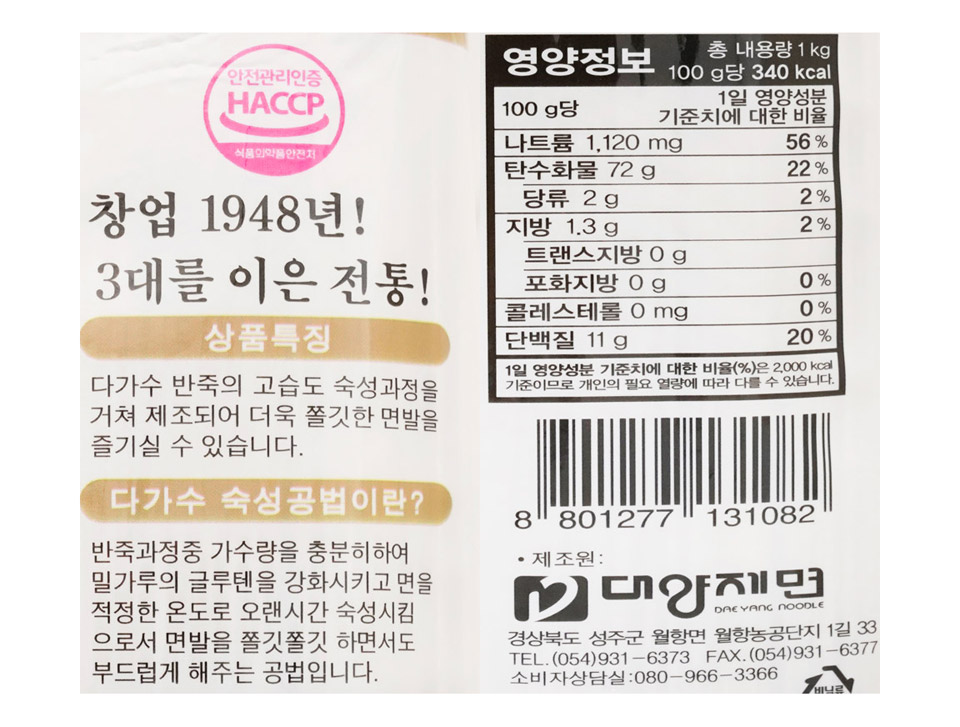 안전관리인증
HACCP
식품의약품안전처
창업 1948년!
3대를 이은 전통!
상품특징
다가수 반죽의 고습도 숙성과정을
거쳐 제조되어 더욱 쫄깃한 면발을
즐기실 수 있습니다.
다가수 숙성공법이란?
반죽과정중 가수량을 충분히하여
밀가루의 글루텐을 강화시키고 면을
적정한 온도로 오랜시간 숙성시킴
으로서 면발을 쫄깃쫄깃 하면서도
부드럽게 해주는 공법입니다.
영양정보
총 내용량 1 kg
100 g당 340 kcal
100 g당
1일 영양성분
기준치에 대한 비율
나트륨 1,120 mg 56 %
탄수화물 72 g 22 %
당류 2 g 2 %
지방 1.3 g 2 %
트랜스지방 0 g
포화지방 0 g 0 %
콜레스테롤 0 mg 0 %
단백질 11 g 20 %
1일 영양성분 기준치에 대한 비율(%)은 2,000 kcal
기준이므로 개인의 필요 열량에 따라 다를 수 있습니다.
8 801277 131082
• 제조원:
대양제면
DAEYANG NOODLE
경상북도 성주군 월항면 월항농공단지 1길 33
TEL.(054)931-6373 FAX.(054)931-6377
소비자상담실:080-966-3366
비닐류